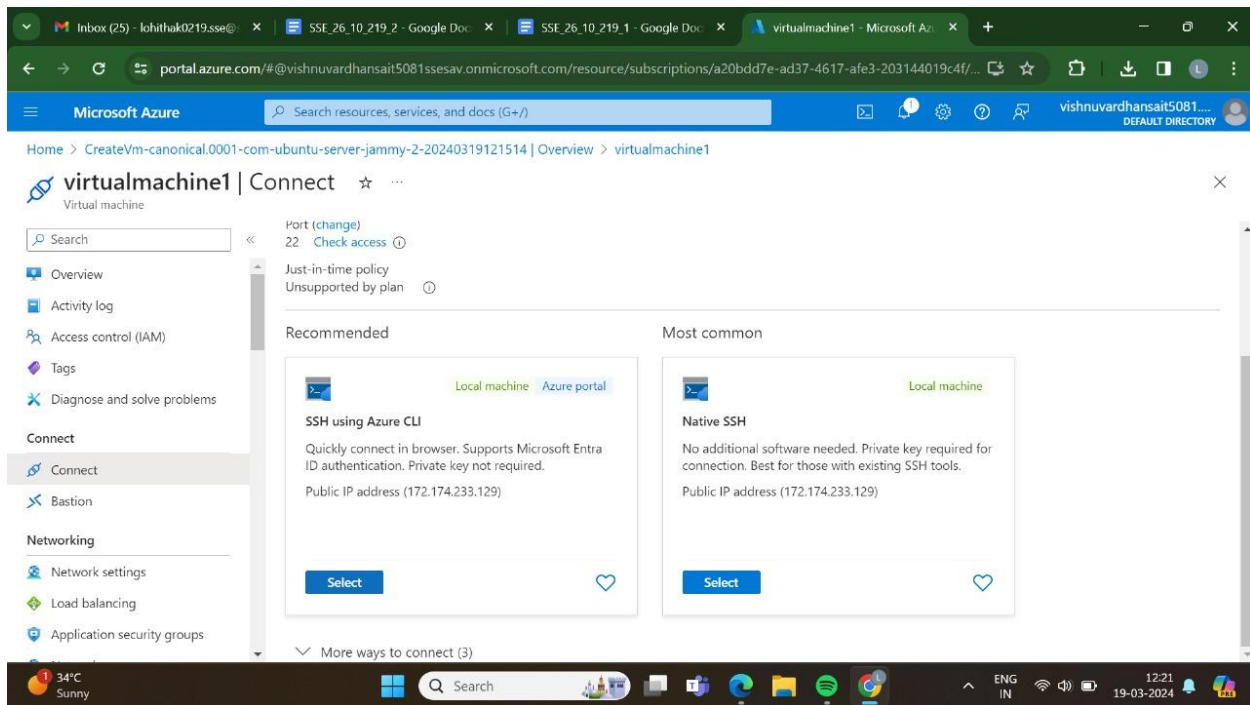 Inbox (25) - lohithak0219.sse@
SSE_26_10_219_2 - Google Doc
SSE_26_10_219_1 - Google Doc
virtualmachine1 - Microsoft Az
portal.azure.com/#@vishnuvardhansait5081ssesav.onmicrosoft.com/resource/subscriptions/a20bdd7e-ad37-4617-afe3-203144019c4f/...
L
Microsoft Azure
Search resources, services, and docs (G+/)
1
vishnuvardhansait5081....
DEFAULT DIRECTORY
Home > CreateVm-canonical.0001-com-ubuntu-server-jammy-2-20240319121514 | Overview > virtualmachine1
virtualmachine1 | Connect
Virtual machine
Search
Overview
Activity log
Access control (IAM)
Tags
Diagnose and solve problems
Connect
Connect
Bastion
Networking
Network settings
Load balancing
Application security groups
Port (change)
22 Check access
Just-in-time policy
Unsupported by plan
Recommended
Local machine Azure portal
SSH using Azure CLI
Quickly connect in browser. Supports Microsoft Entra
ID authentication. Private key not required.
Public IP address (172.174.233.129)
Select
Most common
Local machine
Native SSH
No additional software needed. Private key required for
connection. Best for those with existing SSH tools.
Public IP address (172.174.233.129)
Select
More ways to connect (3)
1
34°C
Sunny
Search
ENG
IN
12:21
19-03-2024
PRE